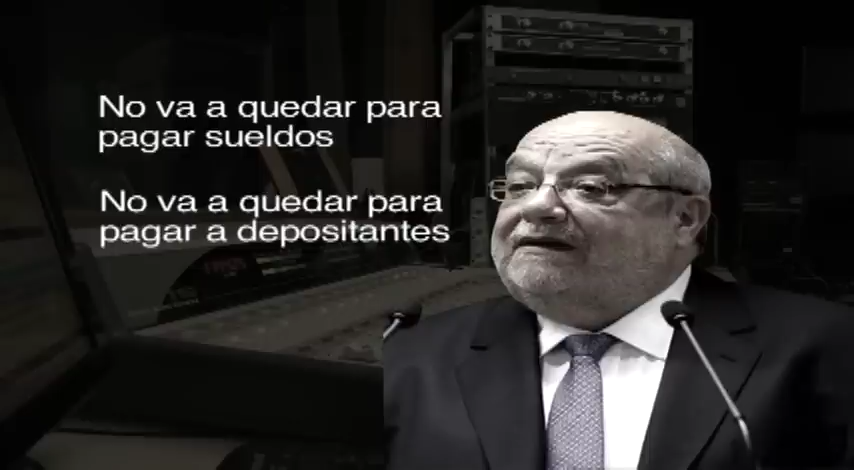 No va a quedar para
pagar sueldos
No va a quedar para
pagar a depositantes